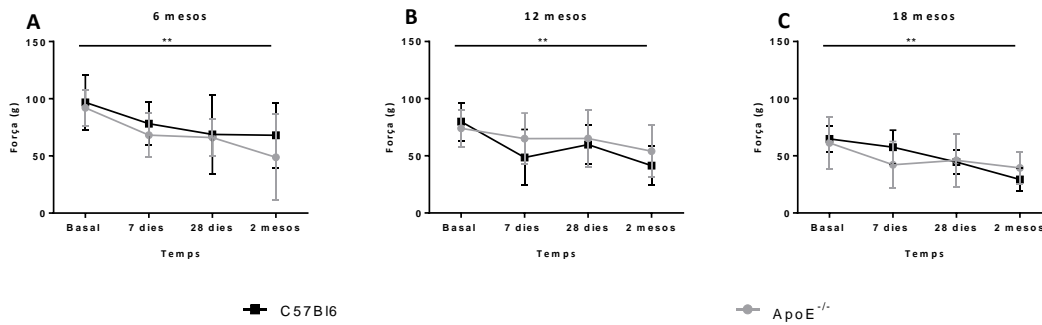 A
6 mesos
**
150
100
50
0
Força (g)
Basal
7 dies
28 dies
2 mesos
Temps
B
12 mesos
**
150
100
50
0
Força (g)
Basal
7 dies
28 dies
2 mesos
Temps
C
18 mesos
**
150
100
50
0
Força (g)
Basal
7 dies
28 dies
2 mesos
Temps
C57Bl6
ApoE-/-